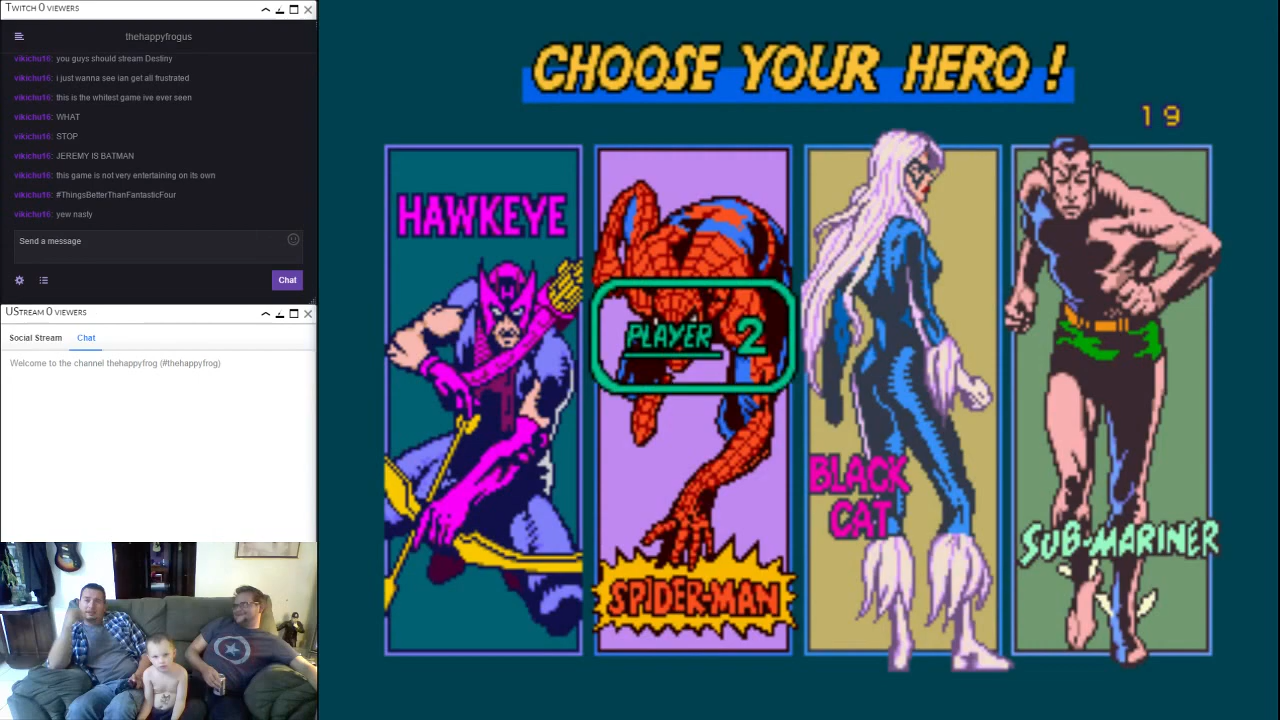 Twitch 0 viewers
thehappyfrogus
vikichu16: you guys should stream Destiny
vikichu16: i just wanna see ian get all frustrated
vikichu16: this is the whitest game ive ever seen
vikichu16: WHAT
vikichu16: STOP
vikichu16: JEREMY IS BATMAN
vikichu16: this game is not very entertaining on its own
vikichu16: #ThingsBetterThanFantasticFour
vikichu16: yew nasty
Send a message
Chat
UStream 0 viewers
Social Stream Chat
Welcome to the channel thehappyfrog (#thehappyfrog)
CHOOSE YOUR HERO !
19
HAWKEYE
PLAYER 2
SPIDER-MAN
BLACK
CAT
SUB-MARINER